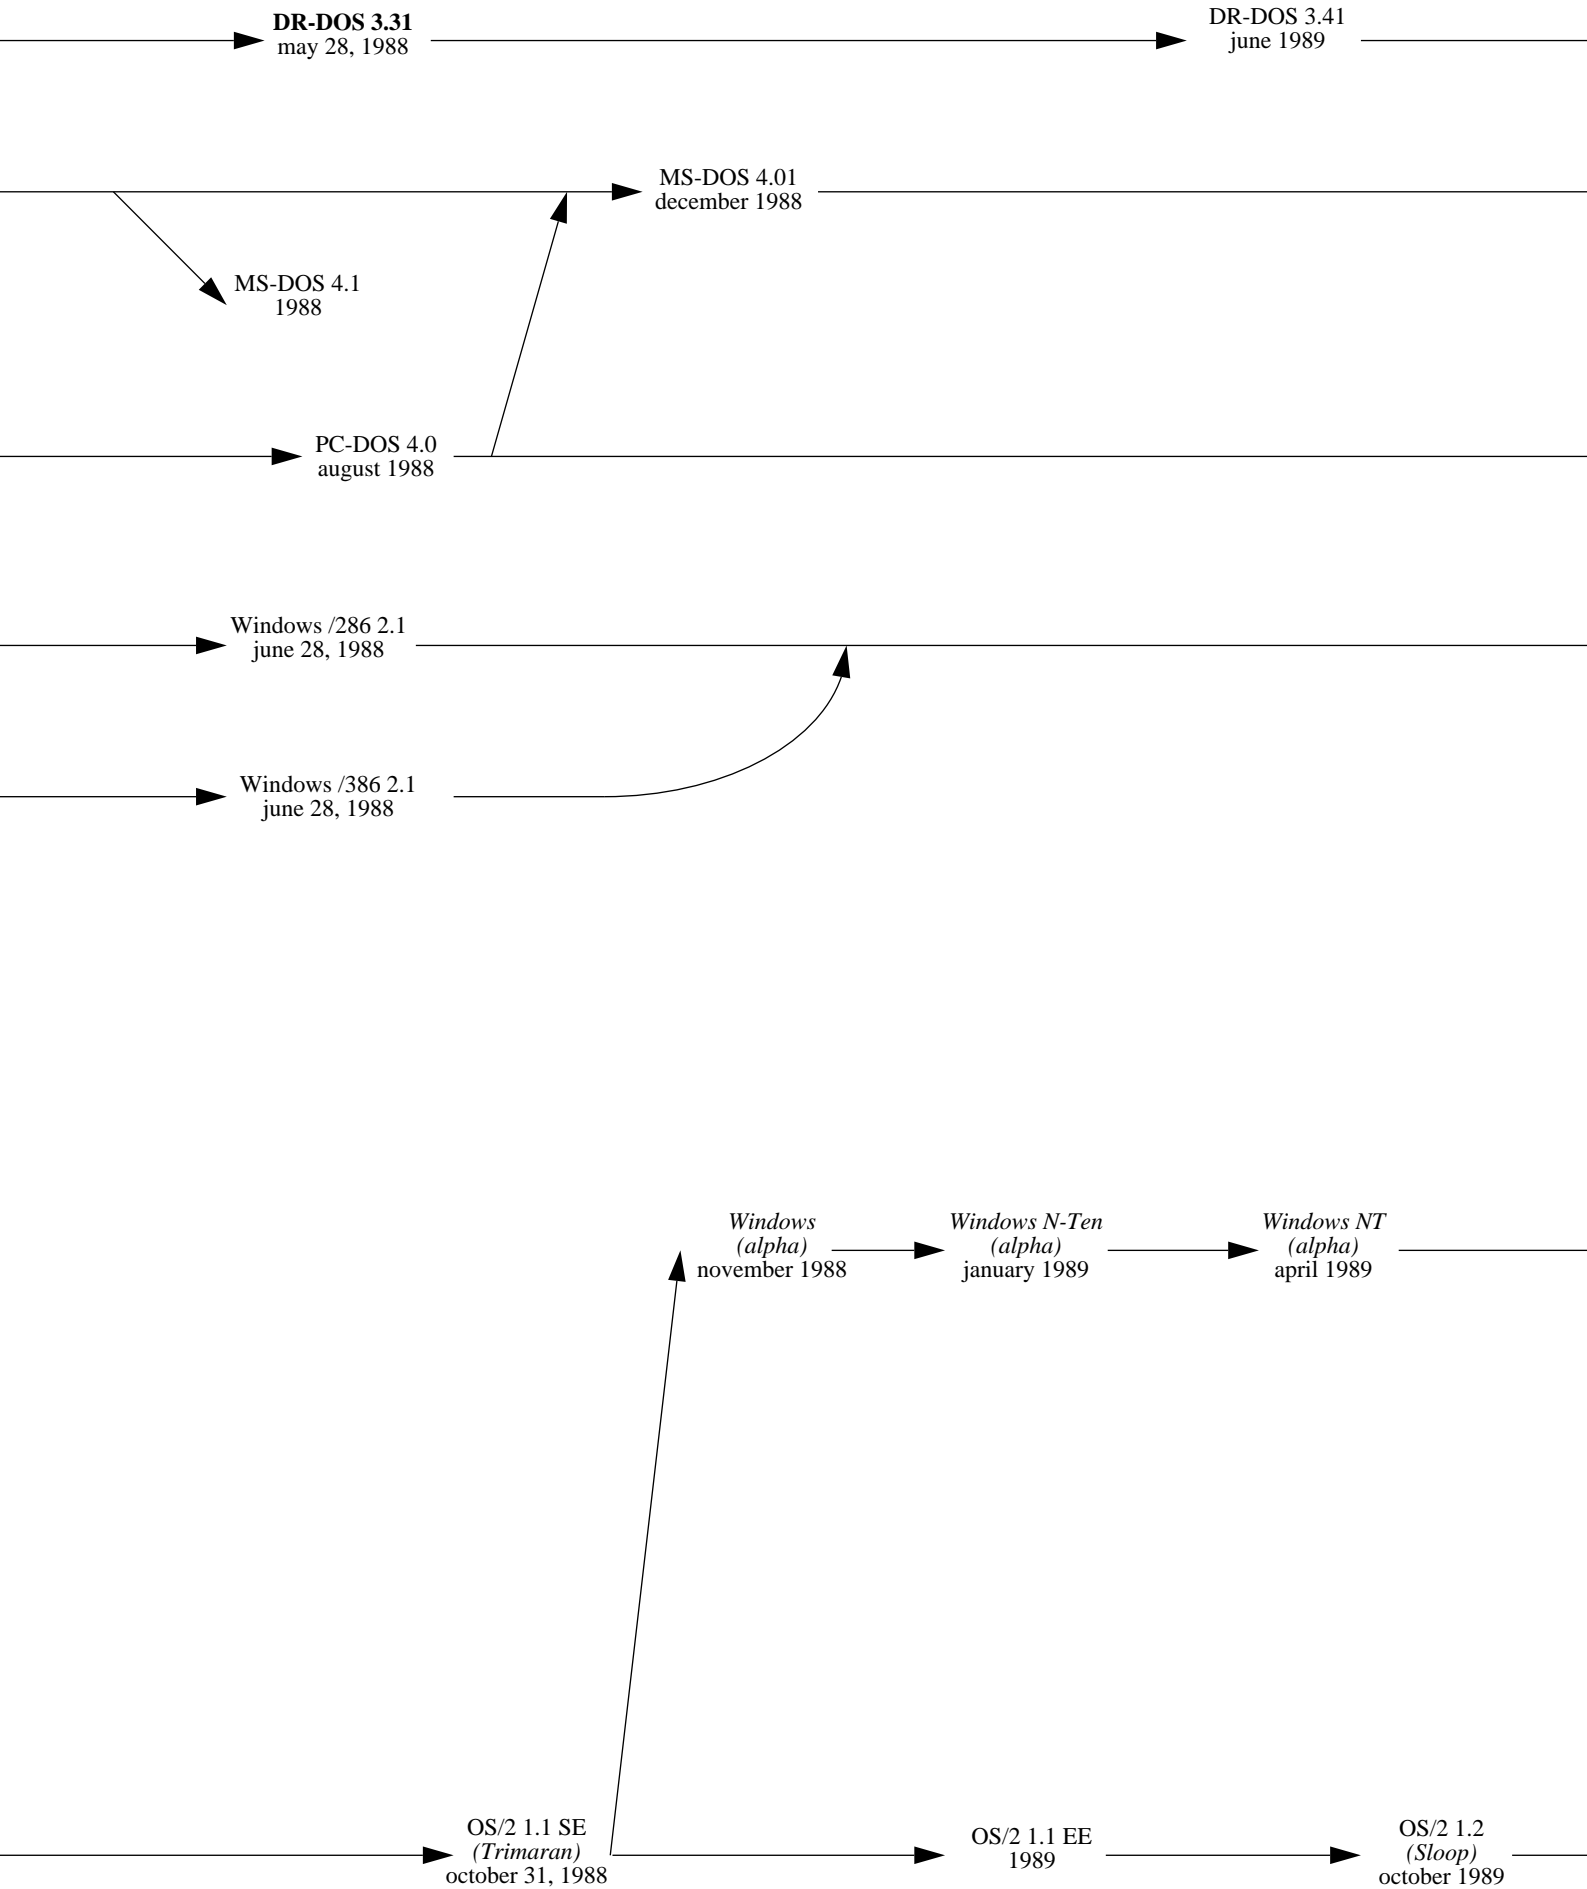 DR-DOS 3.31
may 28, 1988
DR-DOS 3.41
june 1989
MS-DOS 4.01
december 1988
MS-DOS 4.1
1988
PC-DOS 4.0
august 1988
Windows /286 2.1
june 28, 1988
Windows /386 2.1
june 28, 1988
Windows
(alpha)
november 1988
Windows N-Ten
(alpha)
january 1989
Windows NT
(alpha)
april 1989
OS/2 1.1 SE
(Trimaran)
october 31, 1988
OS/2 1.1 EE
1989
OS/2 1.2
(Sloop)
october 1989